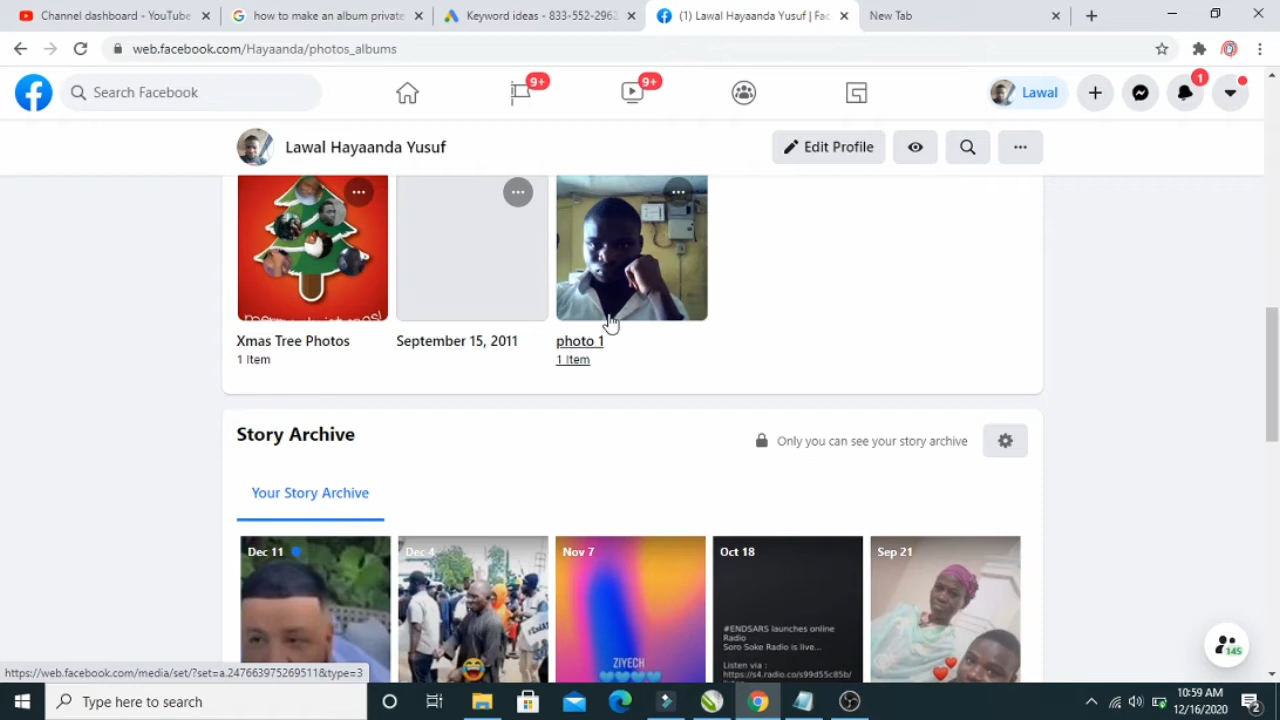 Channel dashboard - YouTube
how to make an album private
Keyword ideas - 833-552-2962
(1) Lawal Hayaanda Yusuf | Fac
New Tab
web.facebook.com/Hayaanda/photos_albums
Search Facebook
9+
9+
Lawal
1
Lawal Hayaanda Yusuf
Edit Profile
Xmas Tree Photos
1 Item
September 15, 2011
photo 1
1 Item
Story Archive
Only you can see your story archive
Your Story Archive
Dec 11
Dec 4
Nov 7
Oct 18
Sep 21
#ENDSARS launches online
Radio
Soro Soke Radio is live...
Listen via :
https://s4.radio.co/s99d55c85b/
ZIYECH
145
https://web.facebook.com/media/set/?set=a.247663975269511&type=3
Type here to search
10:59 AM
12/16/2020
2